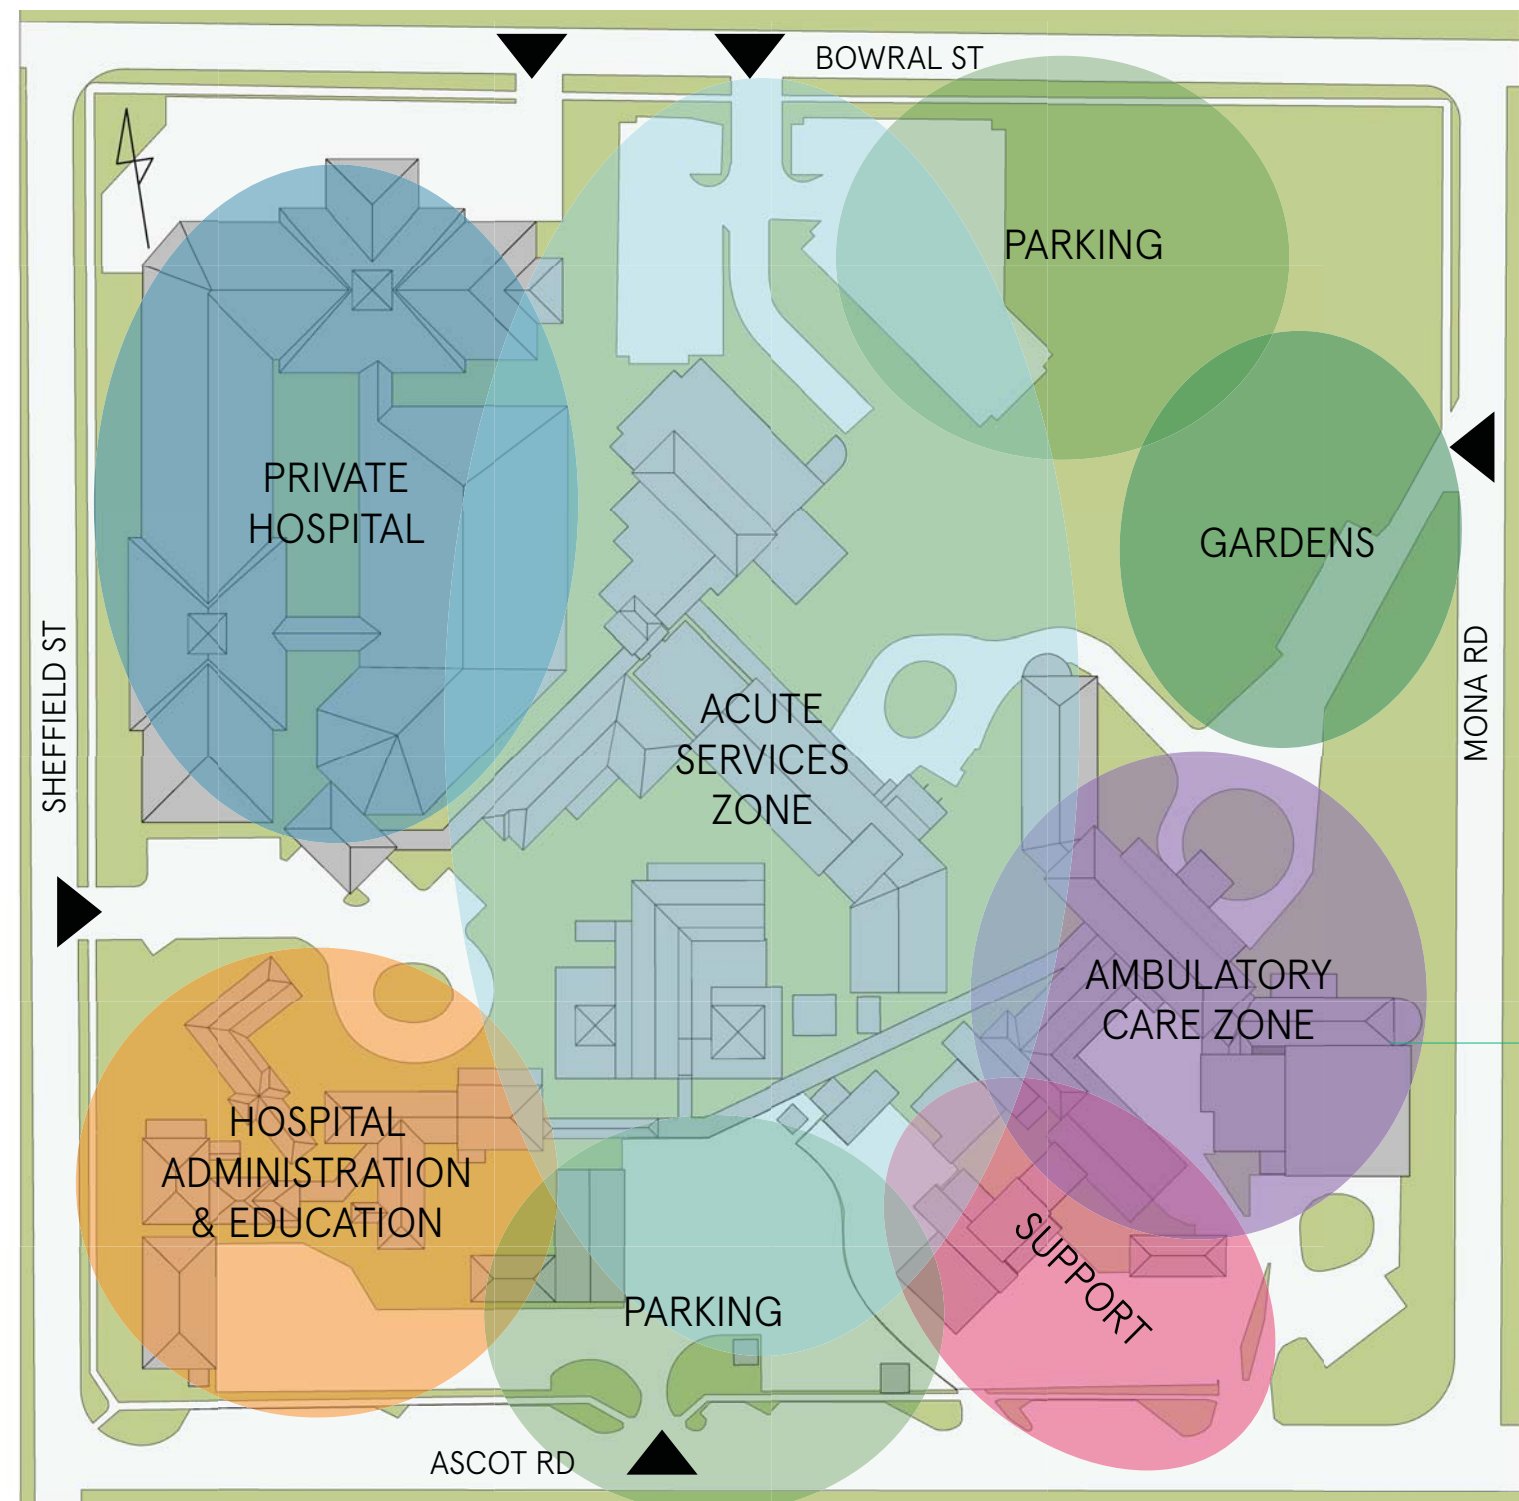 BOWRAL ST
PARKING
PRIVATE
HOSPITAL
GARDENS
SHEFFIELD ST
MONA RD
ACUTE
SERVICES
ZONE
AMBULATORY
CARE ZONE
HOSPITAL
ADMINISTRATION
& EDUCATION
SUPPORT
PARKING
ASCOT RD